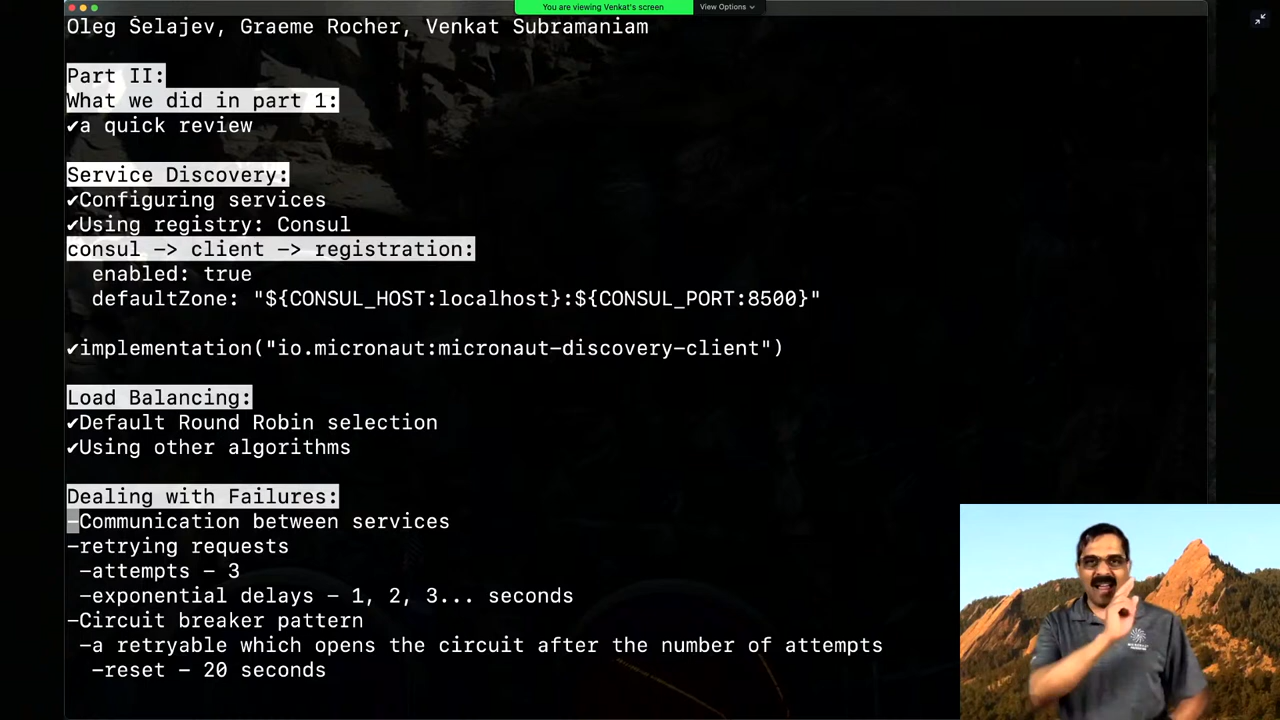 You are viewing Venkat's screen
View Options
Oleg Šelajev, Graeme Rocher, Venkat Subramaniam
Part II:
What we did in part 1:
✔a quick review
Service Discovery:
✔Configuring services
✔Using registry: Consul
consul -> client -> registration:
enabled: true
defaultZone: "${CONSUL_HOST:localhost}:${CONSUL_PORT:8500}"
✔implementation("io.micronaut:micronaut-discovery-client")
Load Balancing:
✔Default Round Robin selection
✔Using other algorithms
Dealing with Failures:
-Communication between services
-retrying requests
-attempts - 3
-exponential delays - 1, 2, 3... seconds
-Circuit breaker pattern
-a retryable which opens the circuit after the number of attempts
-reset - 20 seconds